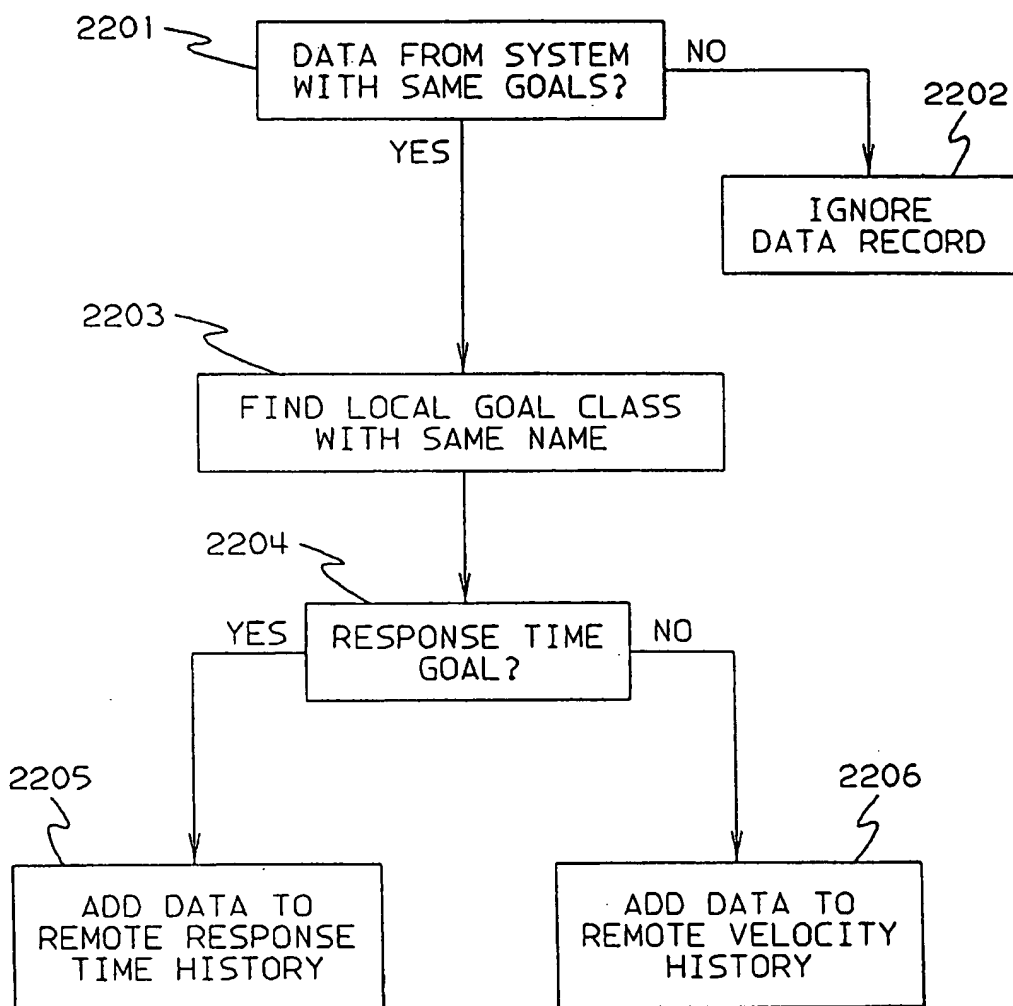 2201
DATA FROM SYSTEM
WITH SAME GOALS?
NO
YES
2202
IGNORE
DATA RECORD
2203
FIND LOCAL GOAL CLASS
WITH SAME NAME
2204
YES
RESPONSE TIME
GOAL?
NO
2205
2206
ADD DATA TO
REMOTE RESPONSE
TIME HISTORY
ADD DATA TO
REMOTE VELOCITY
HISTORY